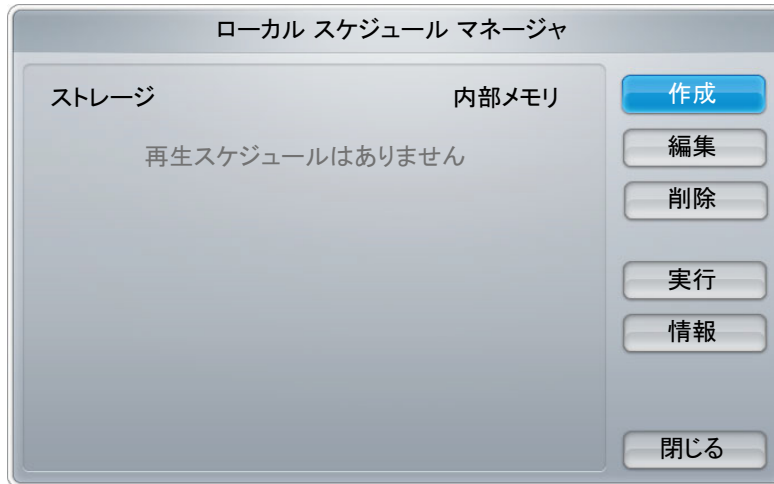 ローカル スケジュール マネージャ
ストレージ 内部メモリ
再生スケジュールはありません
作成
編集
削除
実行
情報
閉じる